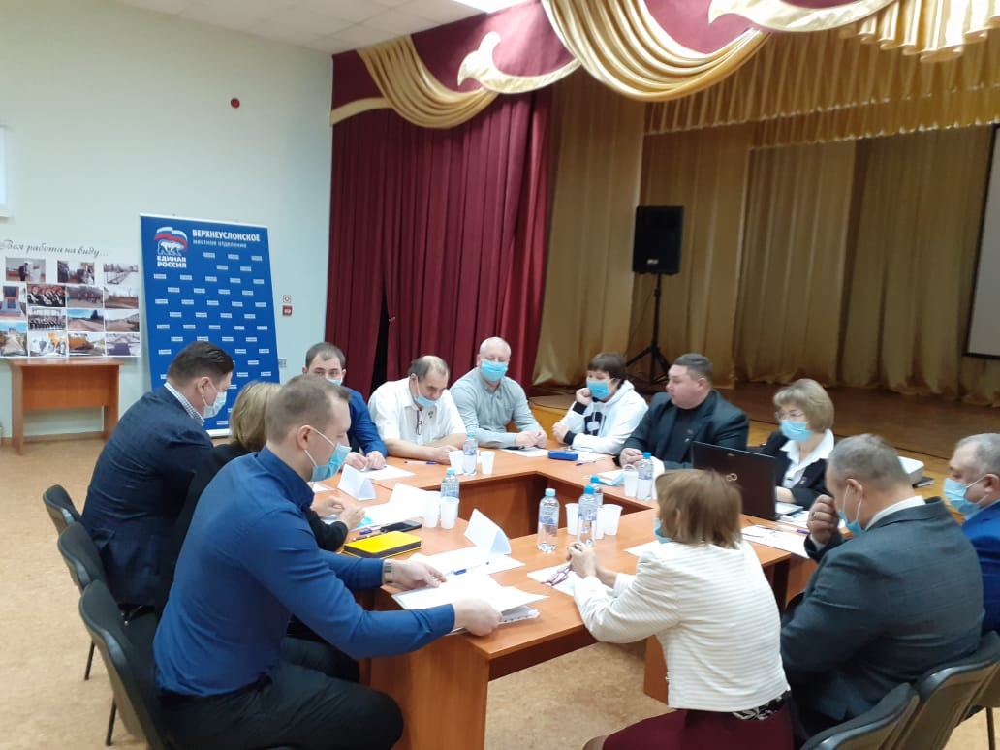 Вся работа на виду...
ВЕРХНЕУСЛОНСКОЕ
МЕСТНОЕ ОТДЕЛЕНИЕ
ЕДИНАЯ
РОССИЯ